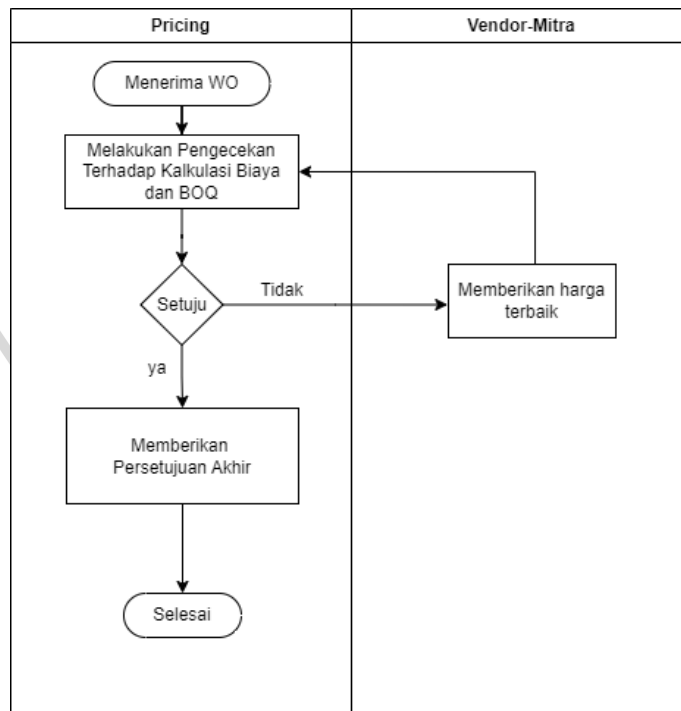 Pricing
Vendor-Mitra
Menerima WO
Melakukan Pengecekan
Terhadap Kalkulasi Biaya
dan BOQ
Setuju
Tidak
Memberikan harga
terbaik
ya
Memberikan
Persetujuan Akhir
Selesai